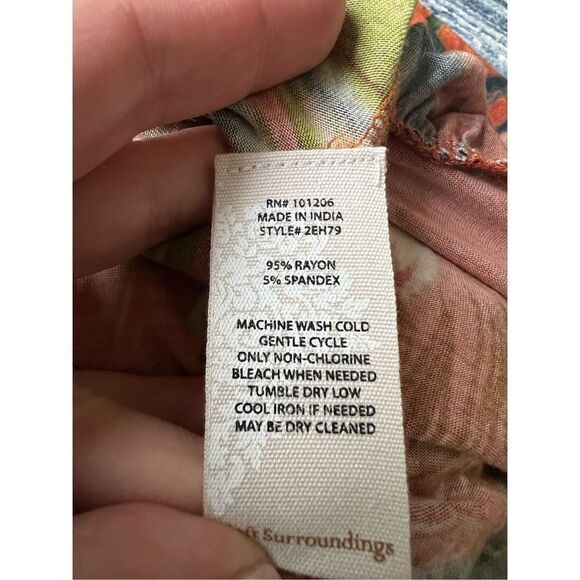 RN# 101206
MADE IN INDIA
STYLE# 2EH79
95% RAYON
5% SPANDEX
MACHINE WASH COLD
GENTLE CYCLE
ONLY NON-CHLORINE
BLEACH WHEN NEEDED
TUMBLE DRY LOW
COOL IRON IF NEEDED
MAY BE DRY CLEANED
Surroundings